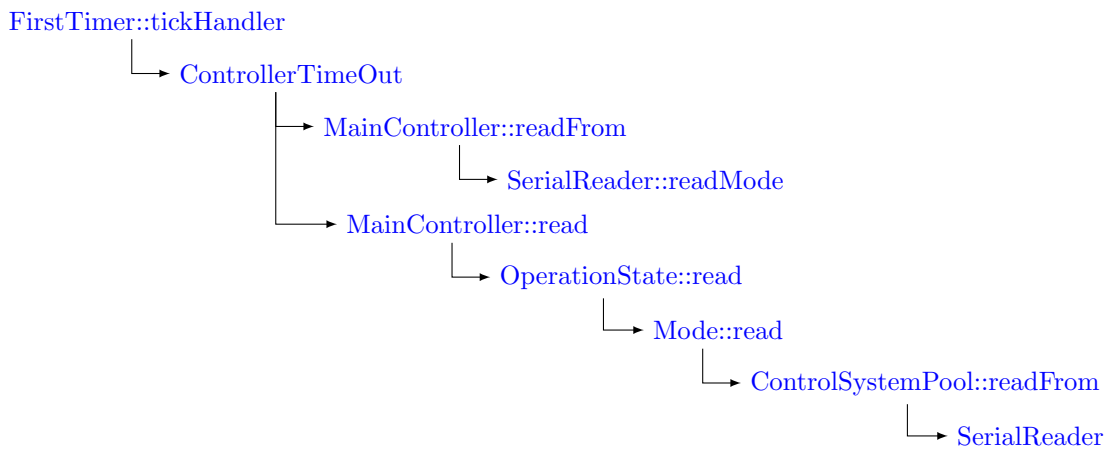 FirstTimer::tickHandler
ControllerTimeOut
MainController::readFrom
SerialReader::readMode
MainController::read
OperationState::read
Mode::read
ControlSystemPool::readFrom
SerialReader